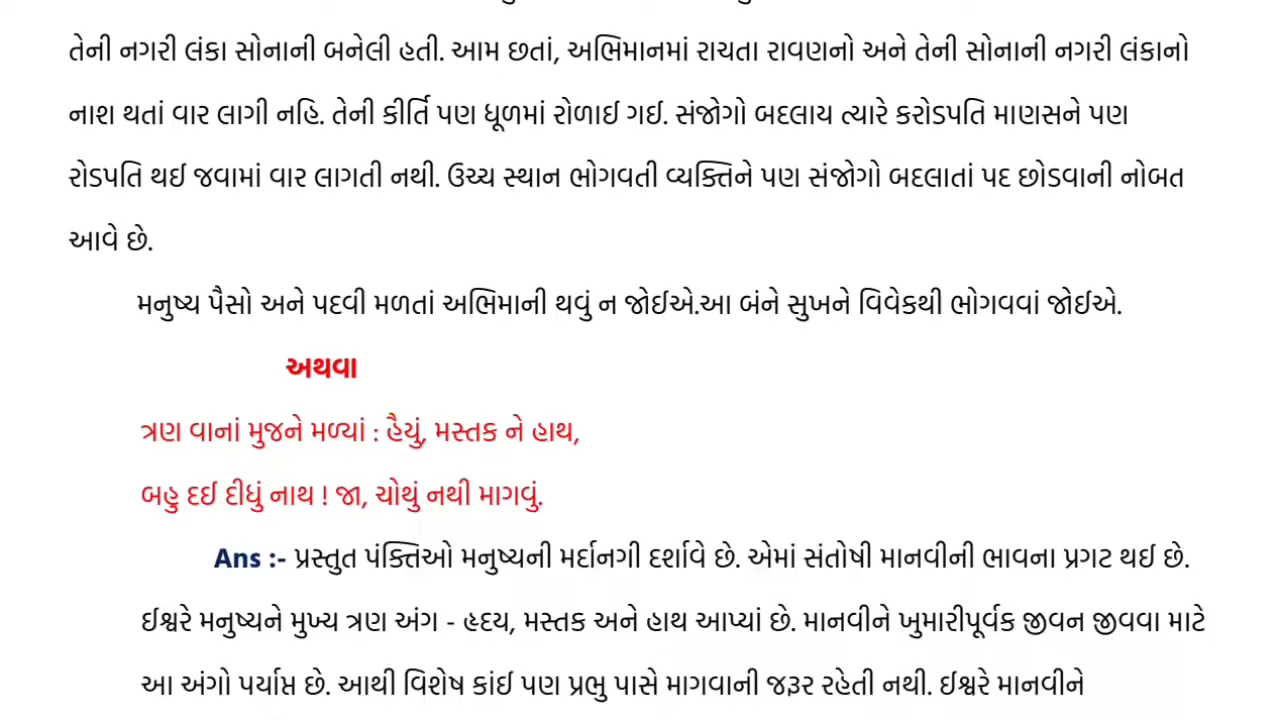 તેની નગરી લંકા સોનાની બનેલી હતી. આમ છતાં, અભિમાનમાં રાચતા રાવણનો અને તેની સોનાની નગરી લંકાનો
નાશ થતાં વાર લાગી નહિ. તેની કીર્તિ પણ ધૂળમાં રોળાઈ ગઈ. સંજોગો બદલાય ત્યારે કરોડપતિ માણસને પણ
રોડપતિ થઈ જવામાં વાર લાગતી નથી. ઉચ્ચ સ્થાન ભોગવતી વ્યક્તિને પણ સંજોગો બદલાતાં પદ છોડવાની નોબત
આવે છે.
મનુષ્ય પૈસો અને પદવી મળતાં અભિમાની થવું ન જોઈએ.આ બંને સુખને વિવેકથી ભોગવવાં જોઈએ.
અથવા
ત્રણ વાનાં મુજને મળ્યાં : હૈયું, મસ્તક ને હાથ,
બહુ દઈ દીધું નાથ ! જા, ચોથું નથી માગવું.
Ans :- પ્રસ્તુત પંક્તિઓ મનુષ્યની મર્દાનગી દર્શાવે છે. એમાં સંતોષી માનવીની ભાવના પ્રગટ થઈ છે.
ઈશ્વરે મનુષ્યને મુખ્ય ત્રણ અંગ - હૃદય, મસ્તક અને હાથ આપ્યાં છે. માનવીને ખુમારીપૂર્વક જીવન જીવવા માટે
આ અંગો પર્યાપ્ત છે. આથી વિશેષ કાંઈ પણ પ્રભુ પાસે માગવાની જરૂર રહેતી નથી. ઈશ્વરે માનવીને